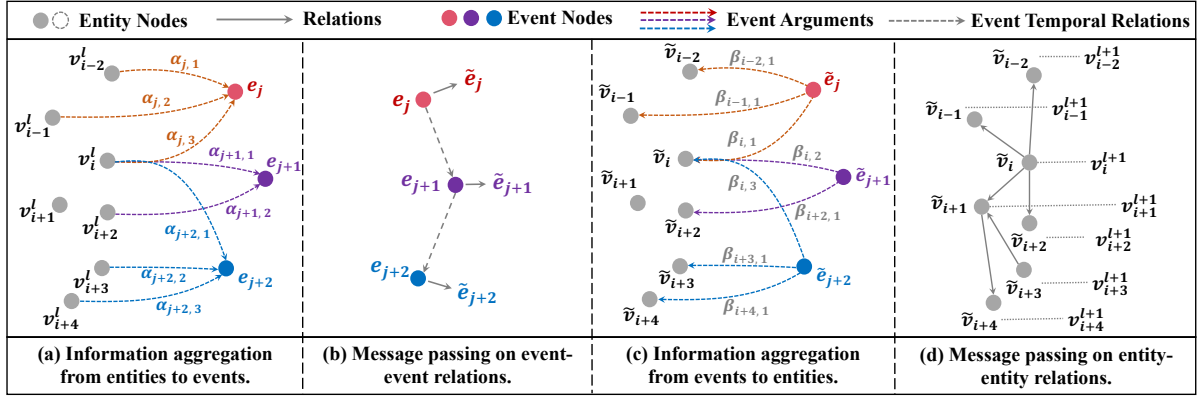 Entity Nodes
Relations
Event Nodes
Event Arguments
Event Temporal Relations
v^l_{i-2}
α_{j,1}
e_j
α_{j,2}
v^l_{i-1}
α_{j,3}
v^l_i
α_{j+1,1}
e_{j+1}
v^l_{i+1}
v^l_{i+2}
α_{j+1,2}
α_{j+2,1}
v^l_{i+3}
α_{j+2,2}
e_{j+2}
v^l_{i+4}
α_{j+2,3}
(a) Information aggregation
from entities to events.
ẽ_j
e_j
e_{j+1}
ẽ_{j+1}
e_{j+2}
ẽ_{j+2}
(b) Message passing on event-
event relations.
ṽ_{i-2}
β_{i-2,1}
ẽ_j
ṽ_{i-1}
β_{i-1,1}
β_{i,1}
ṽ_i
β_{i,2}
ṽ_{i+1}
β_{i,3}
ẽ_{j+1}
ṽ_{i+2}
β_{i+2,1}
β_{i+3,1}
ṽ_{i+3}
ẽ_{j+2}
ṽ_{i+4}
β_{i+4,1}
(c) Information aggregation
from events to entities.
ṽ_{i-2}
v^{l+1}_{i-2}
ṽ_{i-1}
v^{l+1}_{i-1}
ṽ_i
v^{l+1}_i
ṽ_{i+1}
v^{l+1}_{i+1}
ṽ_{i+2}
v^{l+1}_{i+2}
ṽ_{i+3}
v^{l+1}_{i+3}
ṽ_{i+4}
v^{l+1}_{i+4}
(d) Message passing on entity-
entity relations.